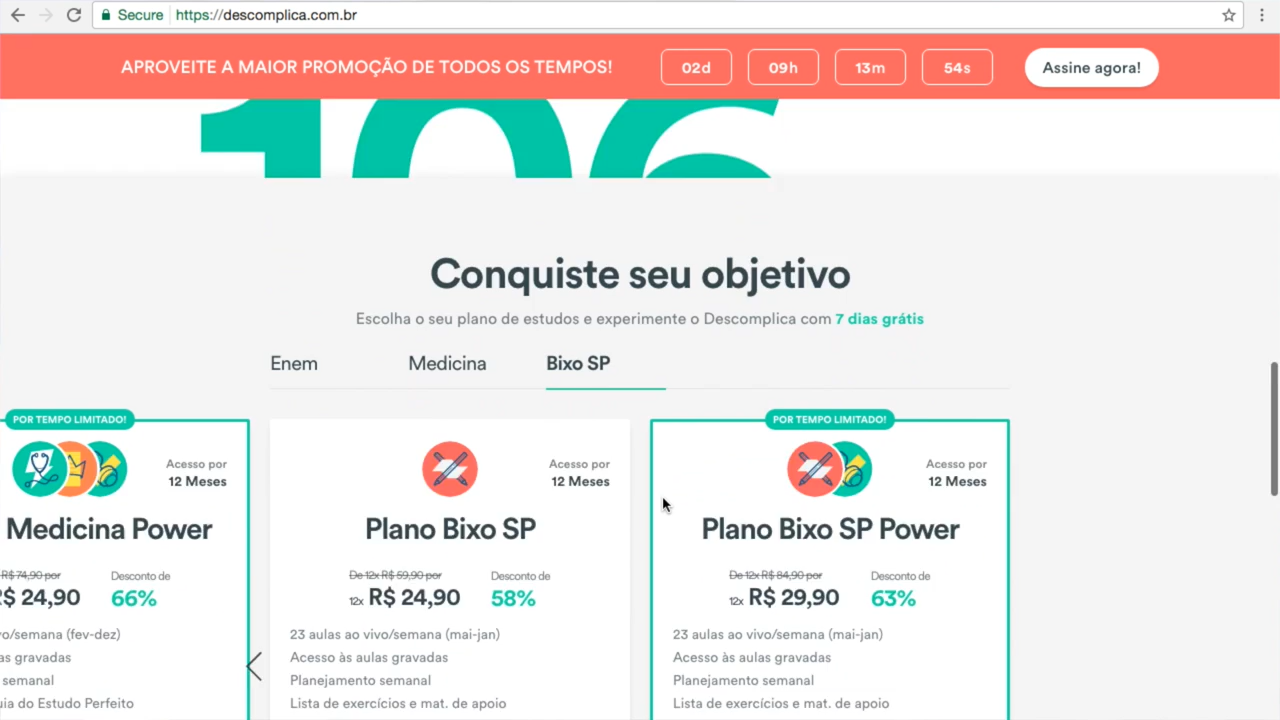 Secure https://descomplica.com.br
APROVEITE A MAIOR PROMOÇÃO DE TODOS OS TEMPOS! 02d 09h 13m 54s Assine agora!
106
Conquiste seu objetivo
Escolha o seu plano de estudos e experimente o Descomplica com 7 dias grátis
Enem Medicina Bixo SP
POR TEMPO LIMITADO!
Acesso por
12 Meses
Medicina Power
R$ 74,90 por
Desconto de
R$ 24,90
66%
vo/semana (fev-dez)
as gravadas
semanal
uia do Estudo Perfeito
Acesso por
12 Meses
Plano Bixo SP
De 12x R$ 59,90 por
Desconto de
12x R$ 24,90
58%
23 aulas ao vivo/semana (mai-jan)
Acesso às aulas gravadas
Planejamento semanal
Lista de exercícios e mat. de apoio
POR TEMPO LIMITADO!
Acesso por
12 Meses
Plano Bixo SP Power
De 12x R$ 84,90 por
Desconto de
12x R$ 29,90
63%
23 aulas ao vivo/semana (mai-jan)
Acesso às aulas gravadas
Planejamento semanal
Lista de exercícios e mat. de apoio